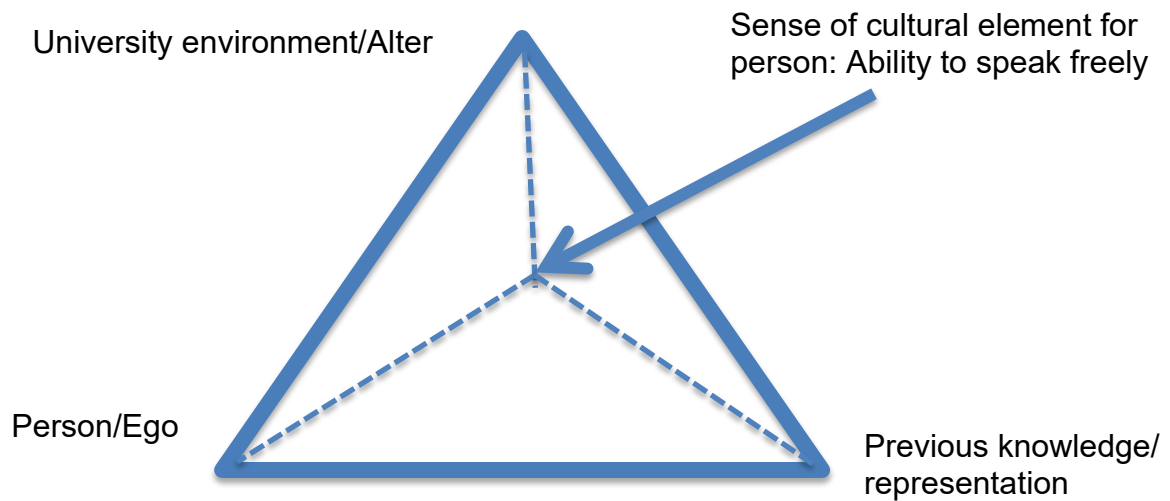 University environment/Alter
Sense of cultural element for
person: Ability to speak freely
Person/Ego
Previous knowledge/
representation